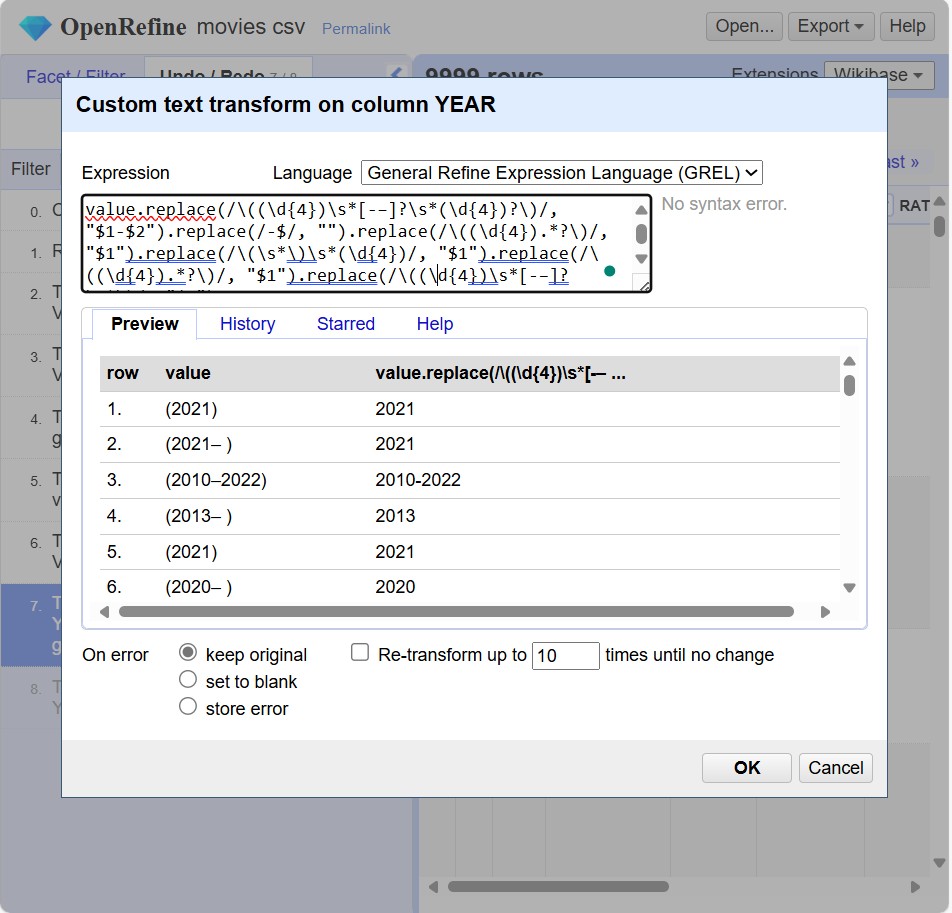 OpenRefine movies csv Permalink Open... Export Help
Facet / Filter Undo / Redo 7 / 8 9999 rows Extensions Wikibase
Custom text transform on column YEAR
Filter
Expression Language General Refine Expression Language (GREL)
value.replace(/\((\d{4})\s*[-–]?\s*(\d{4})?\)/,
"$1-$2").replace(/-$/, "").replace(/\((\d{4}).*?\)/,
"$1").replace(/\(\s*\)\s*(\d{4})/, "$1").replace(/\
((\d{4}).*?\)/, "$1").replace(/\((\d{4})\s*[-–]?
No syntax error.
Preview History Starred Help
row value value.replace(/\((\d{4})\s*[-– ...
1. (2021) 2021
2. (2021– ) 2021
3. (2010–2022) 2010-2022
4. (2013– ) 2013
5. (2021) 2021
6. (2020– ) 2020
On error keep original Re-transform up to 10 times until no change
set to blank
store error
OK Cancel
0.
1.
2.
3.
4.
5.
6.
7.
8.
RAT